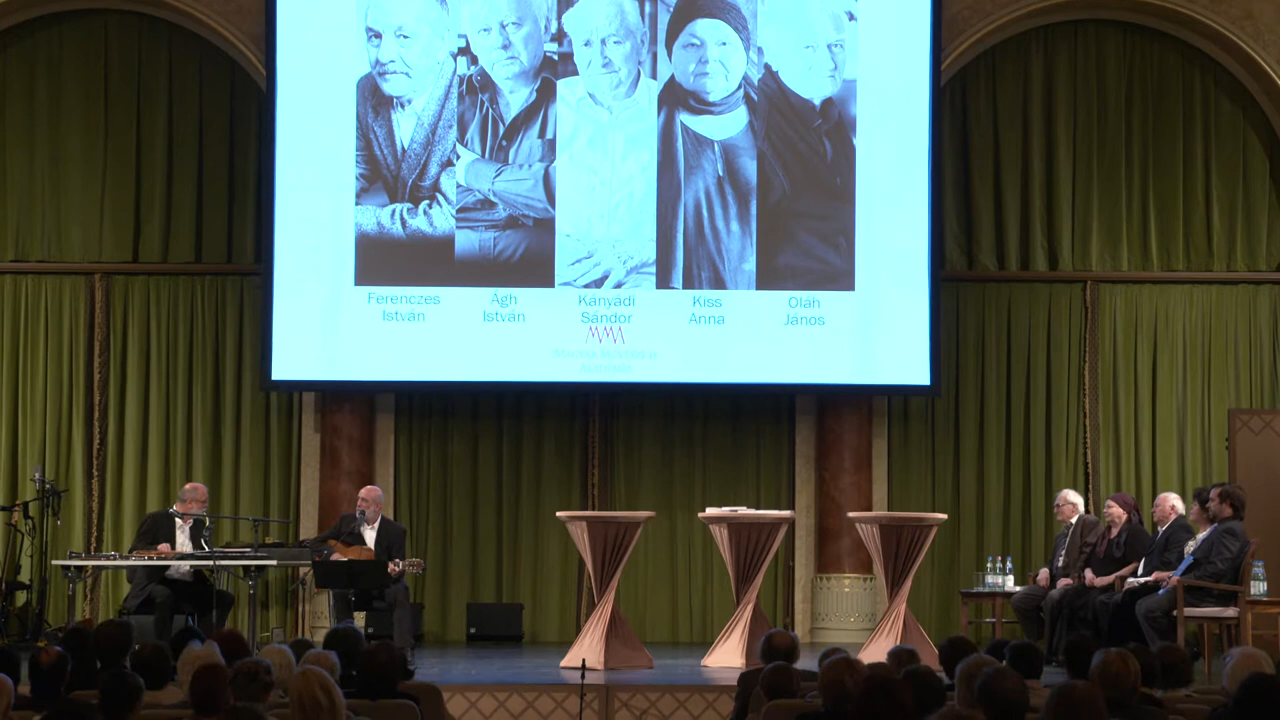 Ferenczes
István
Ágh
István
Kányádi
Sándor
Kiss
Anna
Oláh
János
MMA